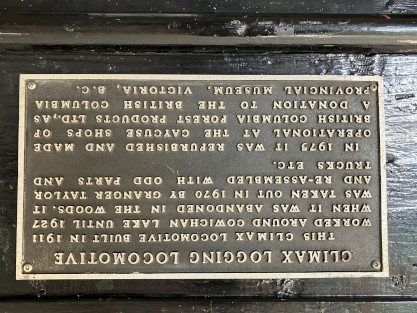 CLIMAX LOGGING LOCOMOTIVE
THIS CLIMAX LOCOMOTIVE BUILT IN 1911
WORKED AROUND COWICHAN LAKE UNTIL 1927
WHEN IT WAS ABANDONED IN THE WOODS. IT
WAS TAKEN OUT IN 1970 BY GRANGER TAYLOR
AND RE-ASSEMBLED WITH ODD PARTS AND
TRUCKS ETC.
IN 1975 IT WAS REFURBISHED AND MADE
OPERATIONAL AT THE CAYCUSE SHOPS OF
BRITISH COLUMBIA FOREST PRODUCTS LTD., AS
A DONATION TO THE BRITISH COLUMBIA
PROVINCIAL MUSEUM, VICTORIA, B.C.